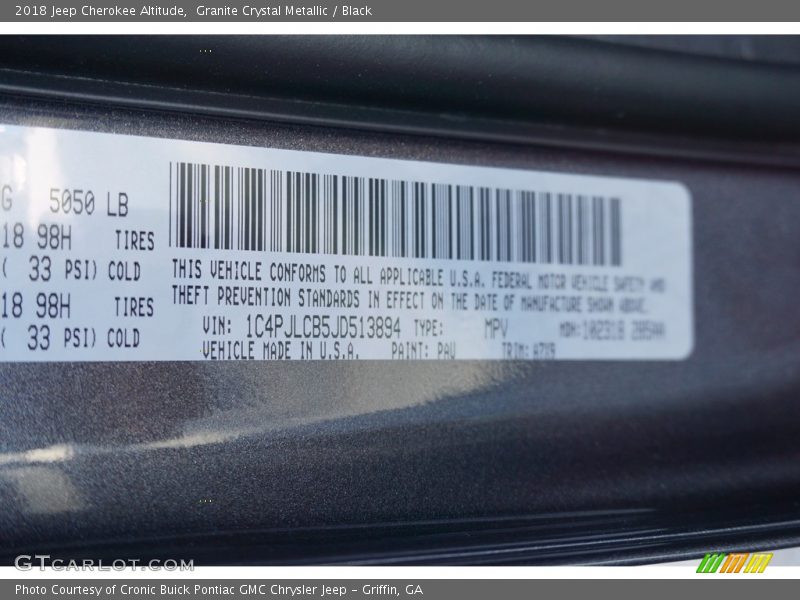 2018 Jeep Cherokee Altitude,  Granite Crystal Metallic / Black
G 5050 LB
18 98H TIRES
( 33 PSI) COLD
18 98H TIRES
( 33 PSI) COLD
THIS VEHICLE CONFORMS TO ALL APPLICABLE U.S.A. FEDERAL MOTOR VEHICLE SAFETY AND
THEFT PREVENTION STANDARDS IN EFFECT ON THE DATE OF MANUFACTURE SHOWN ABOVE.
VIN: 1C4PJLCB5JD513894 TYPE: MPV MDH:
VEHICLE MADE IN U.S.A. PAINT: PAU TRIM:
GTCARLOT.COM
Photo Courtesy of Cronic Buick Pontiac GMC Chrysler Jeep – Griffin, GA